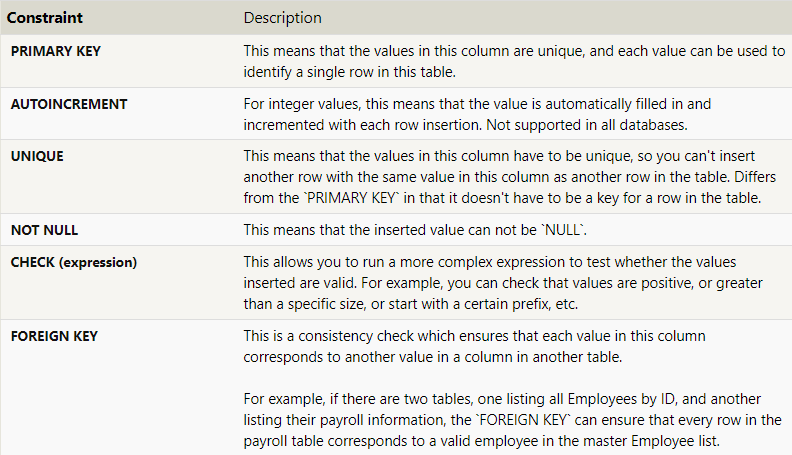 Constraint Description
PRIMARY KEY This means that the values in this column are unique, and each value can be used to
identify a single row in this table.
AUTOINCREMENT For integer values, this means that the value is automatically filled in and
incremented with each row insertion. Not supported in all databases.
UNIQUE This means that the values in this column have to be unique, so you can't insert
another row with the same value in this column as another row in the table. Differs
from the `PRIMARY KEY` in that it doesn't have to be a key for a row in the table.
NOT NULL This means that the inserted value can not be `NULL`.
CHECK (expression) This allows you to run a more complex expression to test whether the values
inserted are valid. For example, you can check that values are positive, or greater
than a specific size, or start with a certain prefix, etc.
FOREIGN KEY This is a consistency check which ensures that each value in this column
corresponds to another value in a column in another table.
For example, if there are two tables, one listing all Employees by ID, and another
listing their payroll information, the `FOREIGN KEY` can ensure that every row in the
payroll table corresponds to a valid employee in the master Employee list.